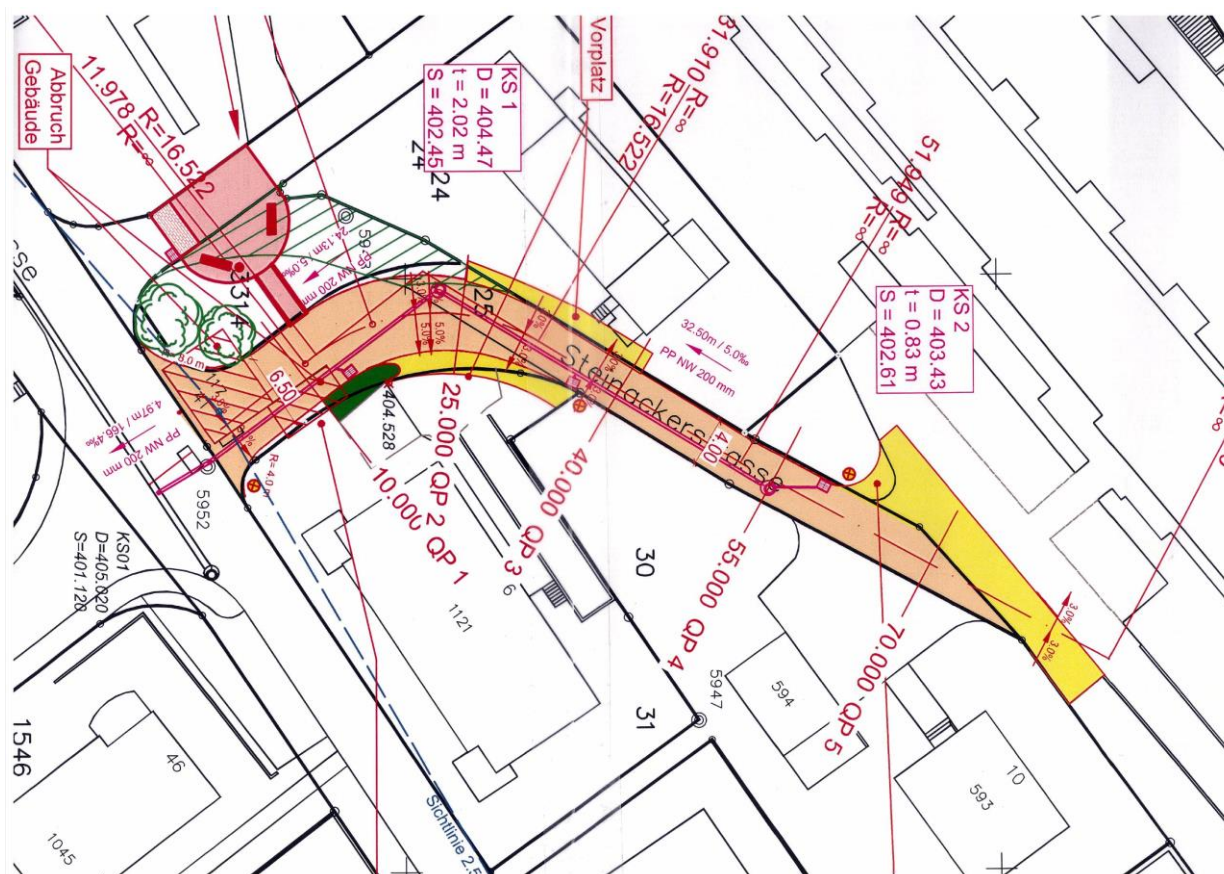 Abbruch
Gebäude
11.978 R=∞
R=16.522
KS 1
D = 404.47
t = 2.02 m
S = 402.45
Vorplatz
31.910 R=∞
R=16.522
51.949 R=∞
R=∞
KS 2
D = 403.43
t = 0.83 m
S = 402.61
24
24
25
24.13m / 5.0‰
PP NW 200 mm
3314
32.50m / 5.0‰
PP NW 200 mm
Steinackerstrasse
4.00
6.50
5.0%
5.0%
4.97m / 166.4‰
PP NW 200 mm
R= 4.0 m
404.528
10.000 QP 1
25.000 QP 2
40.000 QP 3
55.000 QP 4
70.000 QP 5
3.0%
3.0%
5952
KS01
D=405.020
S=401.120
6
1121
30
31
5947
594
10
593
1546
46
1045
Sichtlinie 2.5